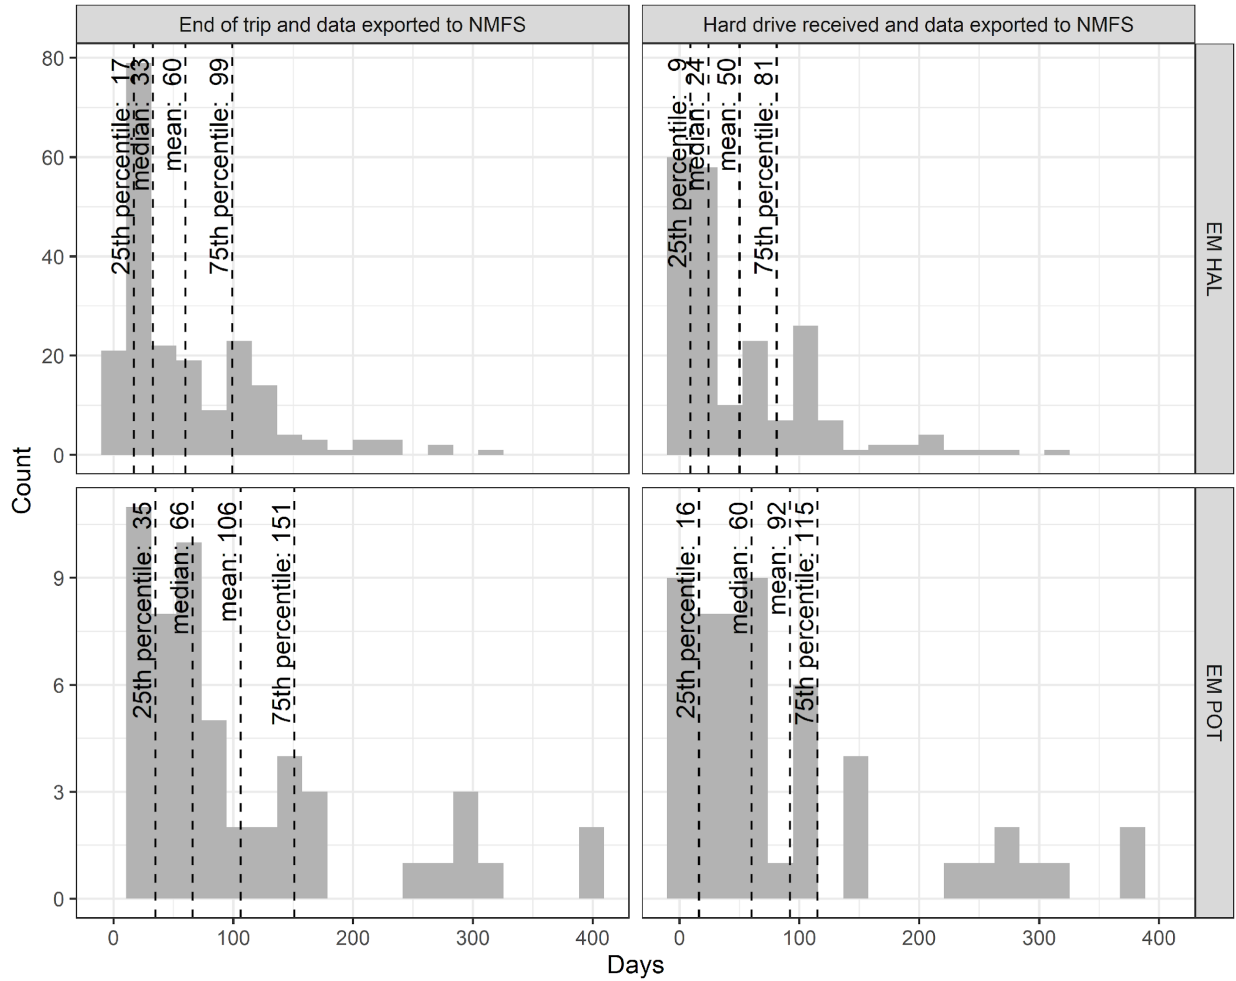 End of trip and data exported to NMFS
Hard drive received and data exported to NMFS
80
60
40
20
0
25th percentile: 17
median: 33
mean: 60
75th percentile: 99
25th percentile: 9
median: 24
mean: 50
75th percentile: 81
EM HAL
Count
9
6
3
0
25th percentile: 35
median: 66
mean: 106
75th percentile: 151
25th percentile: 16
median: 60
mean: 92
75th percentile: 115
EM POT
0
100
200
300
400
0
100
200
300
400
Days